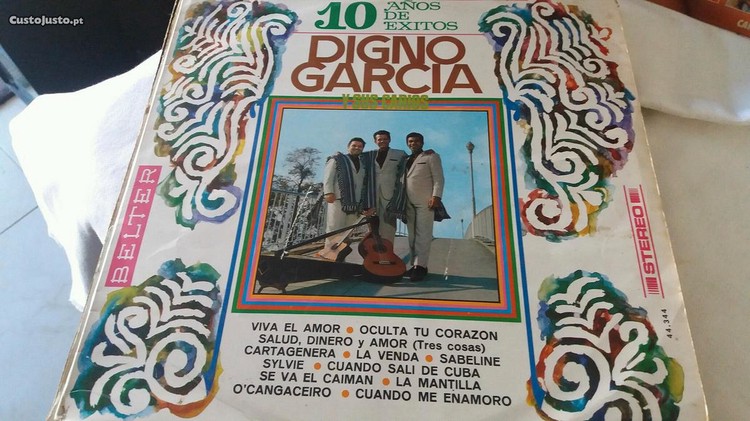 CustoJusto.pt
10 AÑOS DE EXITOS
DIGNO
GARCIA
Y SUS CARIOS
BELTER
STEREO
44.344
VIVA EL AMOR • OCULTA TU CORAZON
SALUD, DINERO y AMOR (Tres cosas)
CARTAGENERA • LA VENDA • SABELINE
SYLVIE • CUANDO SALI DE CUBA
SE VA EL CAIMAN • LA MANTILLA
O'CANGACEIRO • CUANDO ME ENAMORO